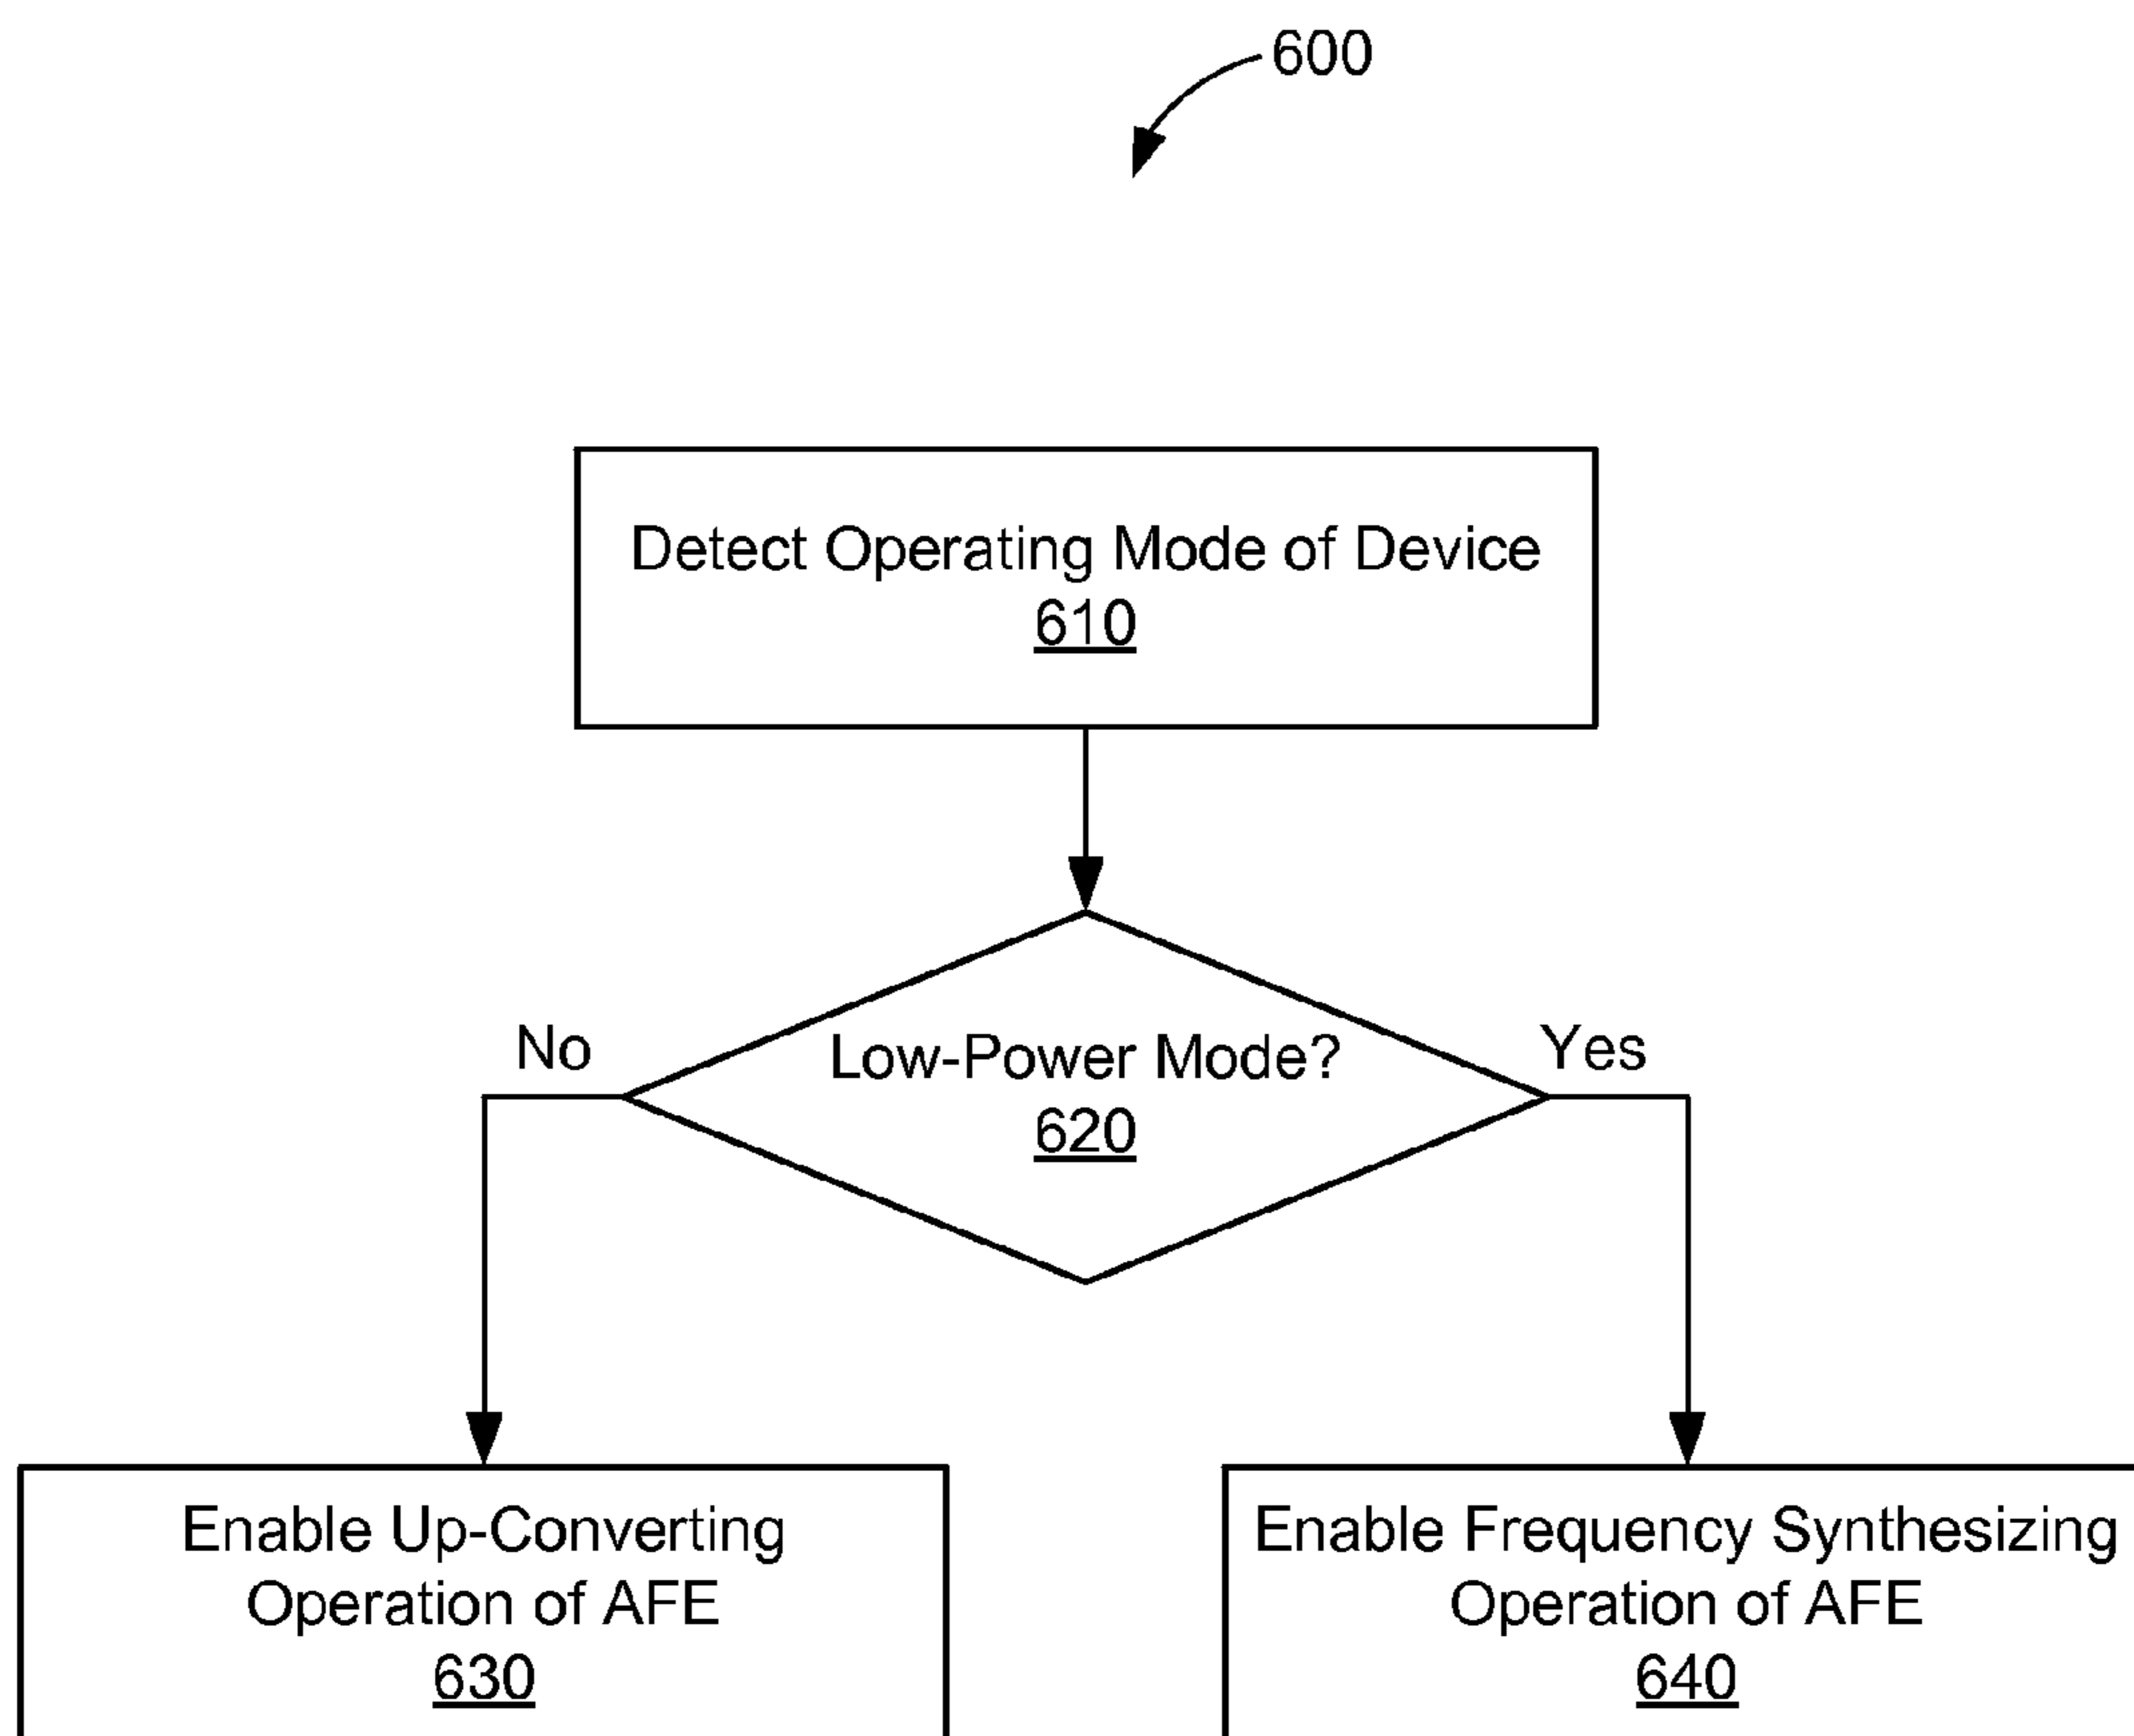 600
Detect Operating Mode of Device
610
No
Low-Power Mode?
Yes
620
Enable Up-Converting
Operation of AFE
630
Enable Frequency Synthesizing
Operation of AFE
640